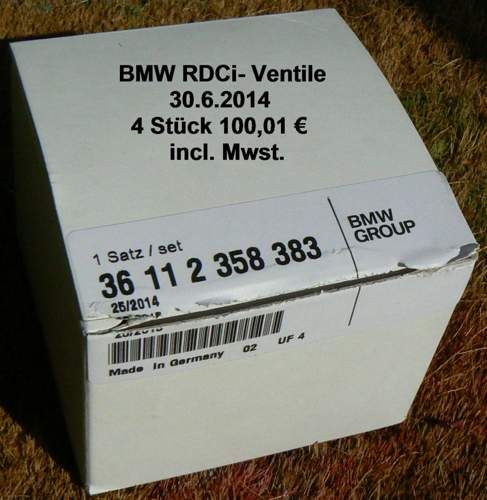 BMW RDCi- Ventile
30.6.2014
4 Stück 100,01 €
incl. Mwst.
1 Satz / set
36 11 2 358 383
25/2014
BMW
GROUP
Made in Germany 02 UF 4